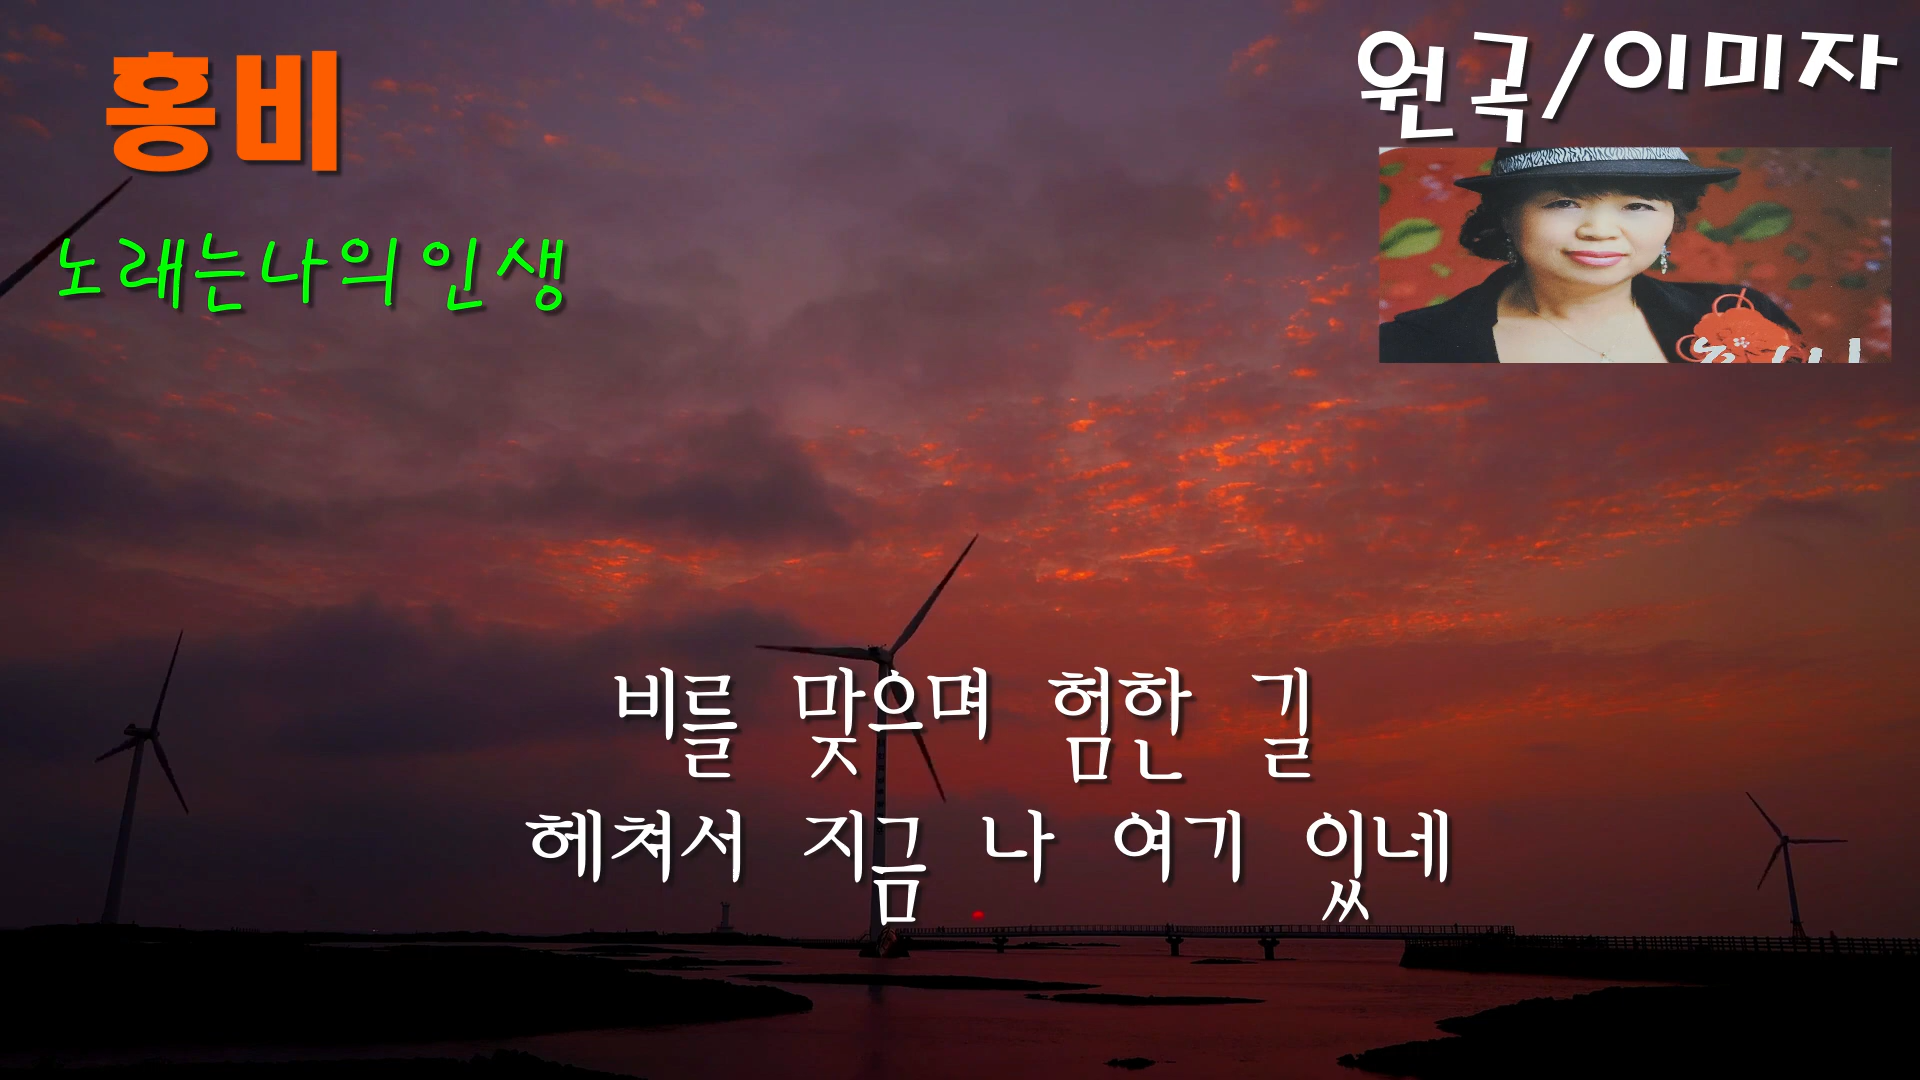 홍비
원곡/이미자
노래는나의인생
비를 맞으며 험한 길
헤쳐서 지금 나 여기 있네